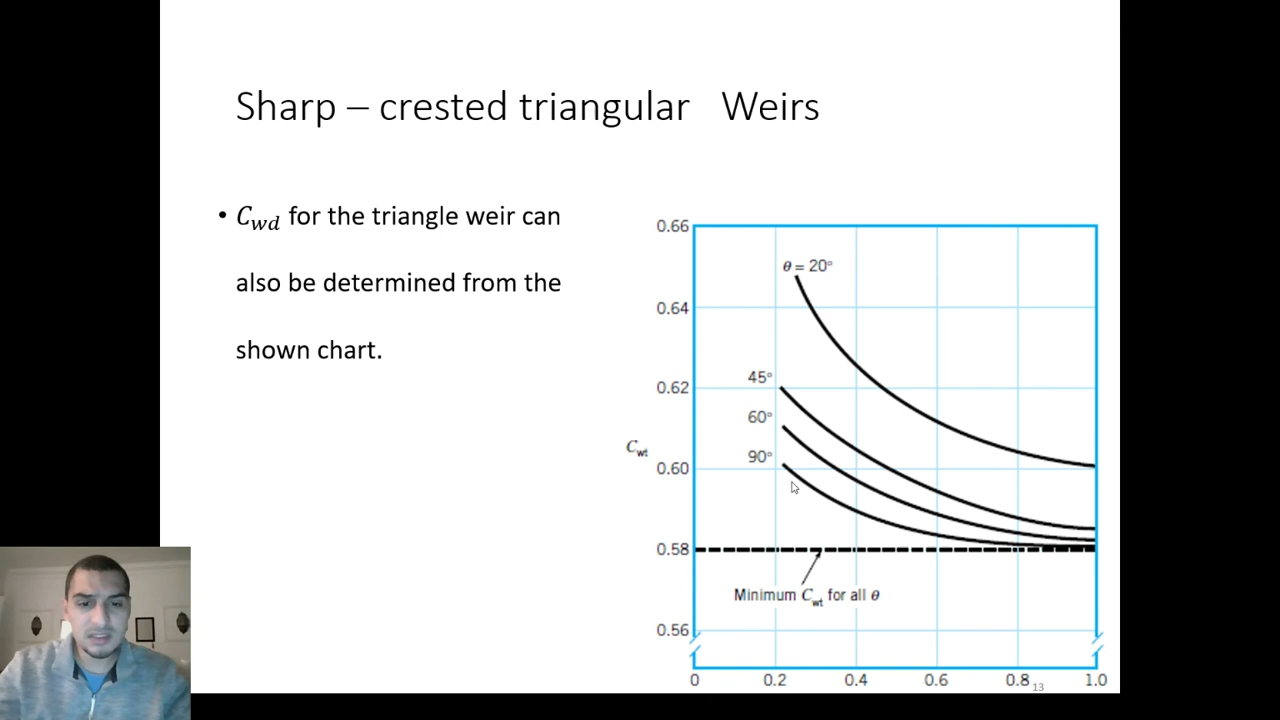 Sharp – crested triangular Weirs
• C_wd for the triangle weir can
also be determined from the
shown chart.
0.66
θ = 20°
0.64
45°
0.62
60°
C_wt
90°
0.60
0.58
Minimum C_wt for all θ
0.56
0 0.2 0.4 0.6 0.8 1.0
13